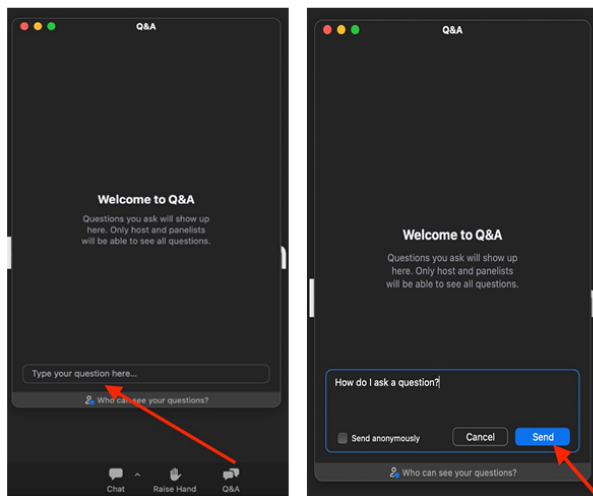 Q&A
Welcome to Q&A
Questions you ask will show up
here. Only host and panelists
will be able to see all questions.
Type your question here...
Who can see your questions?
Chat
Raise Hand
Q&A
Q&A
Welcome to Q&A
Questions you ask will show up
here. Only host and panelists
will be able to see all questions.
How do I ask a question?
Send anonymously
Cancel
Send
Who can see your questions?